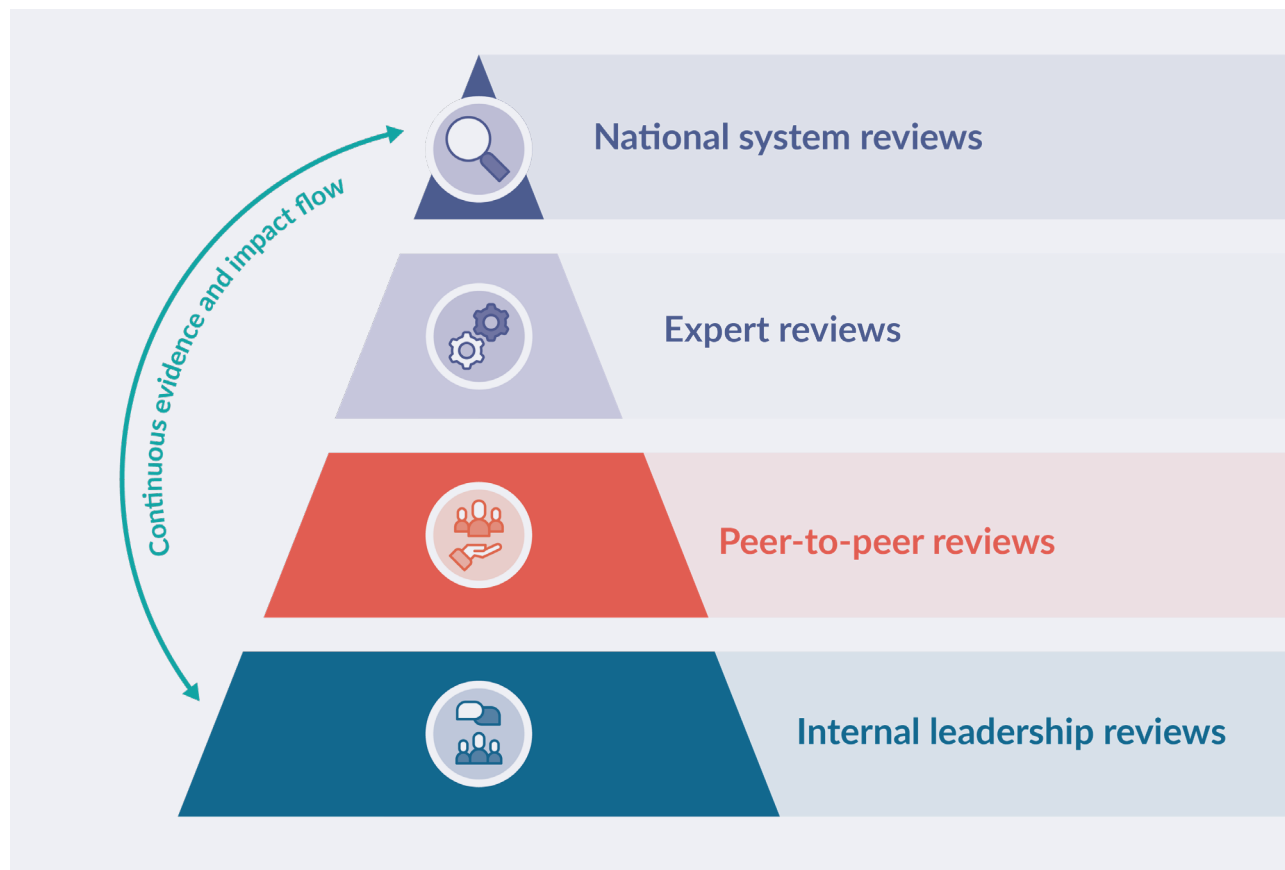 National system reviews
Continuous evidence and impact flow
Expert reviews
Peer-to-peer reviews
Internal leadership reviews